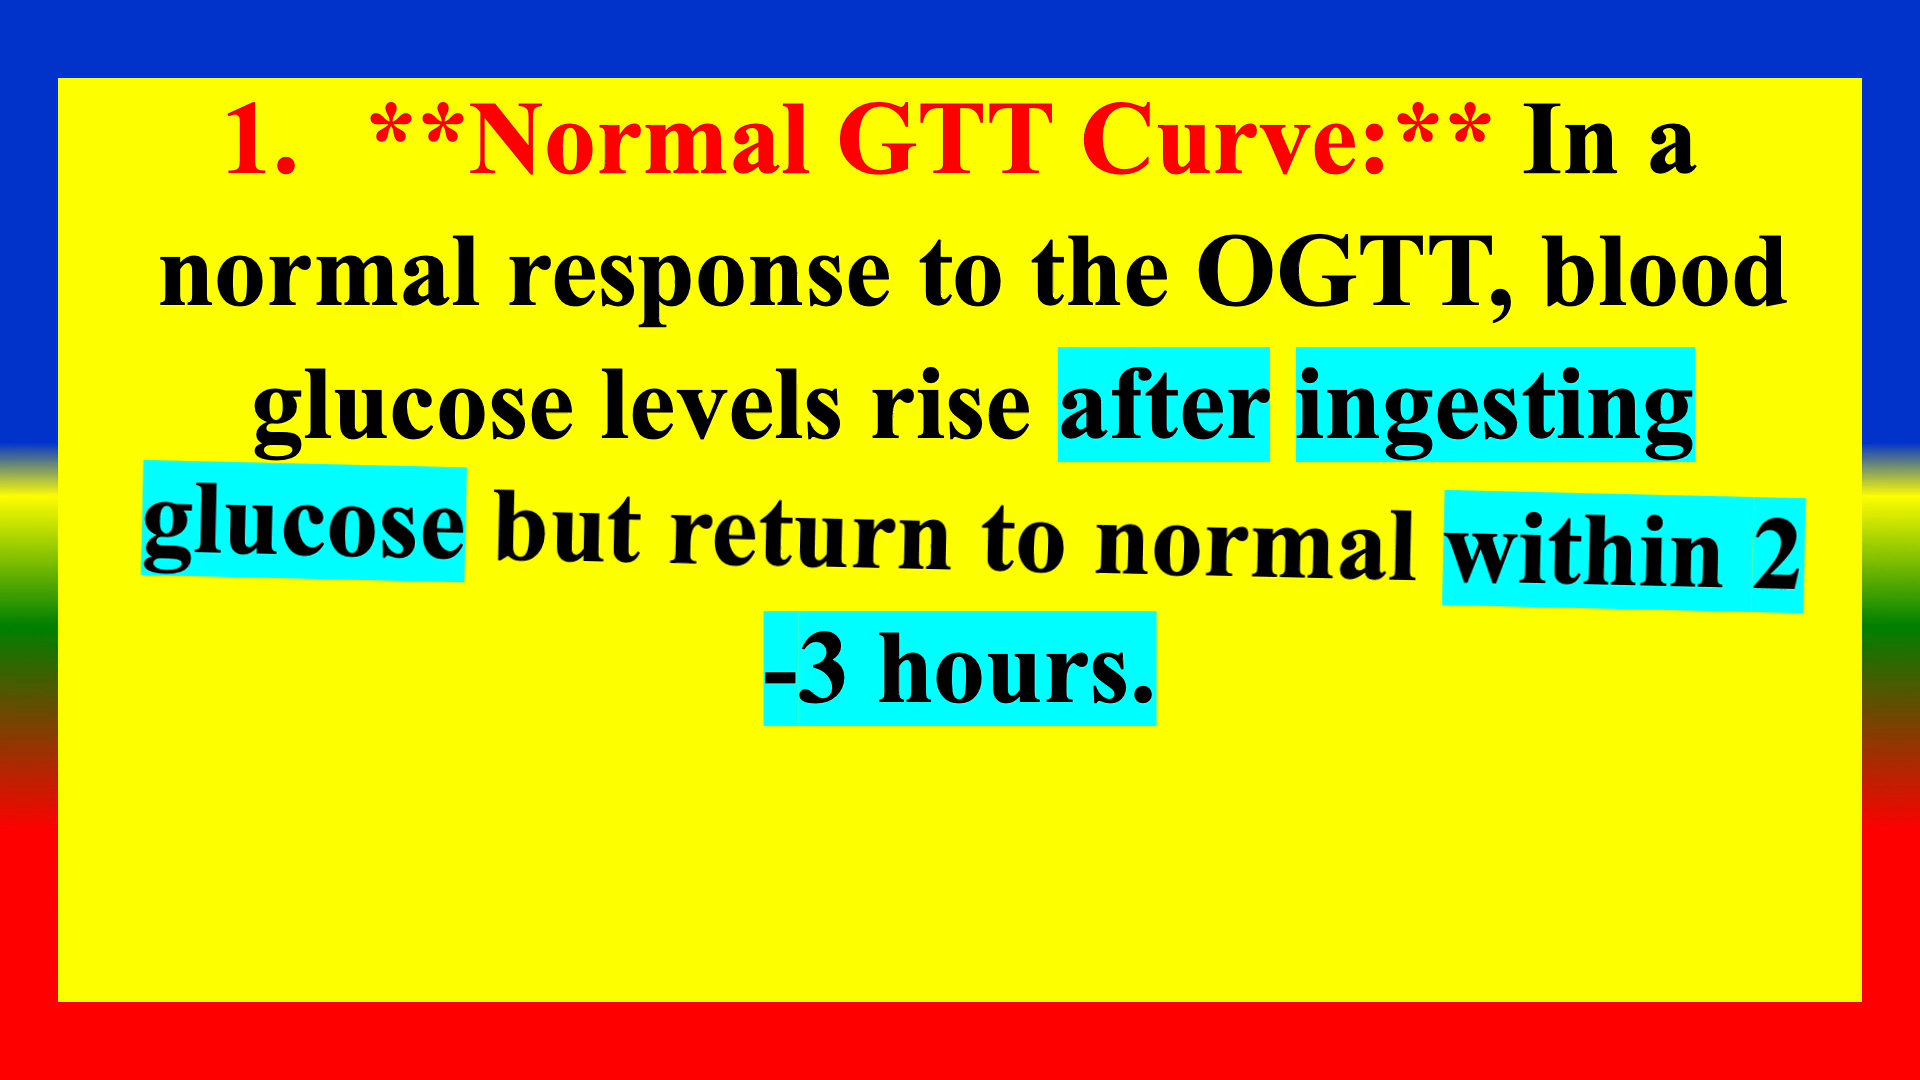 1. **Normal GTT Curve:** In a
normal response to the OGTT, blood
glucose levels rise after ingesting
glucose but return to normal within 2
-3 hours.